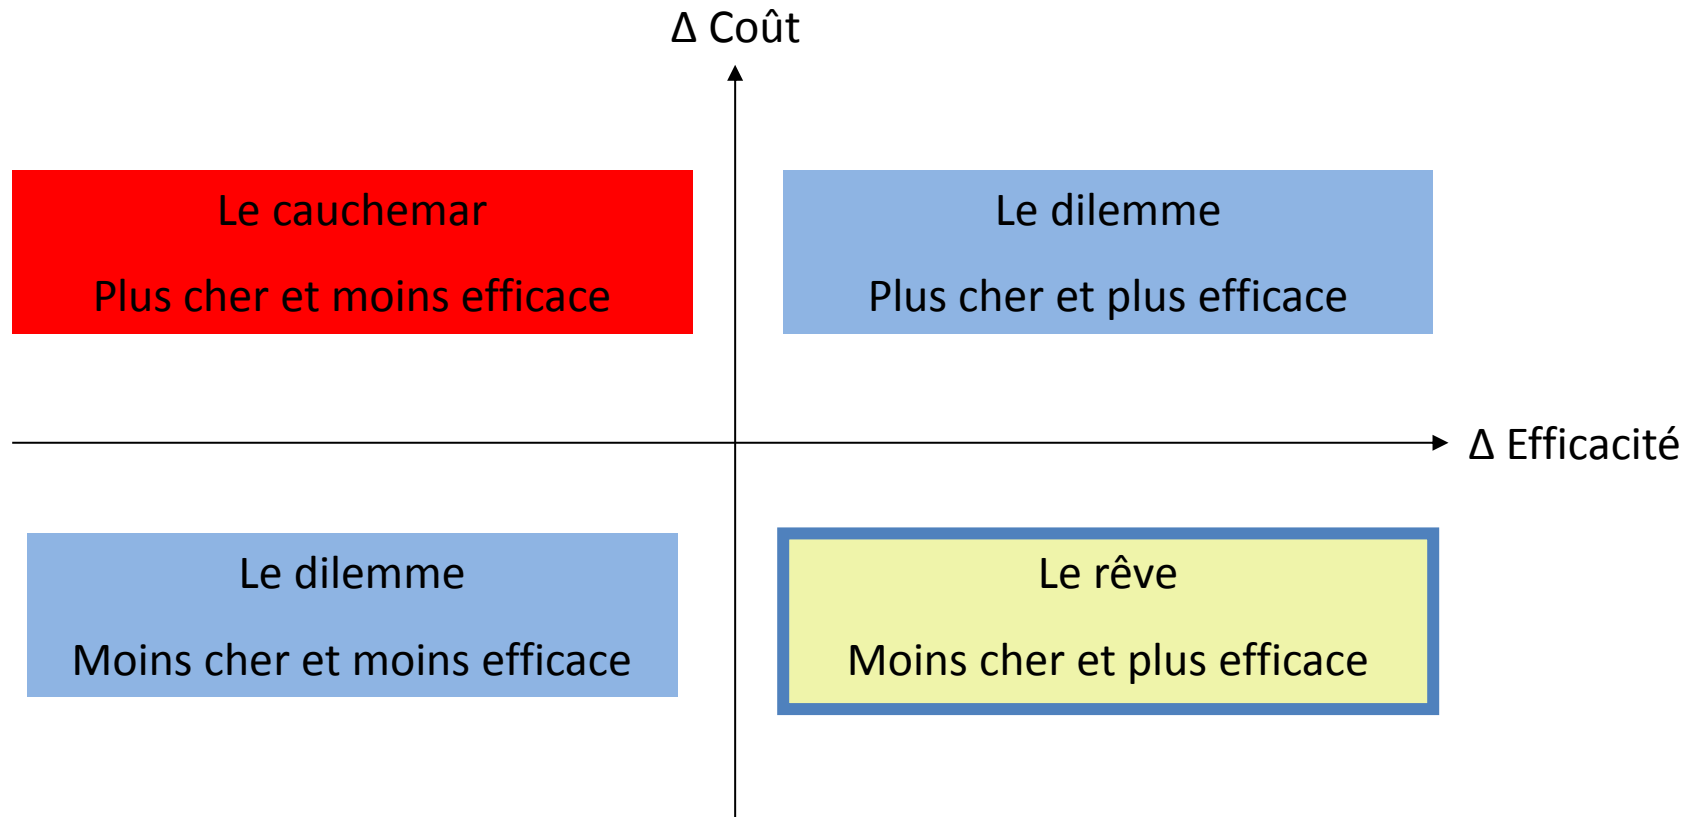 Δ Coût
Le cauchemar
Plus cher et moins efficace
Le dilemme
Plus cher et plus efficace
Δ Efficacité
Le dilemme
Moins cher et moins efficace
Le rêve
Moins cher et plus efficace